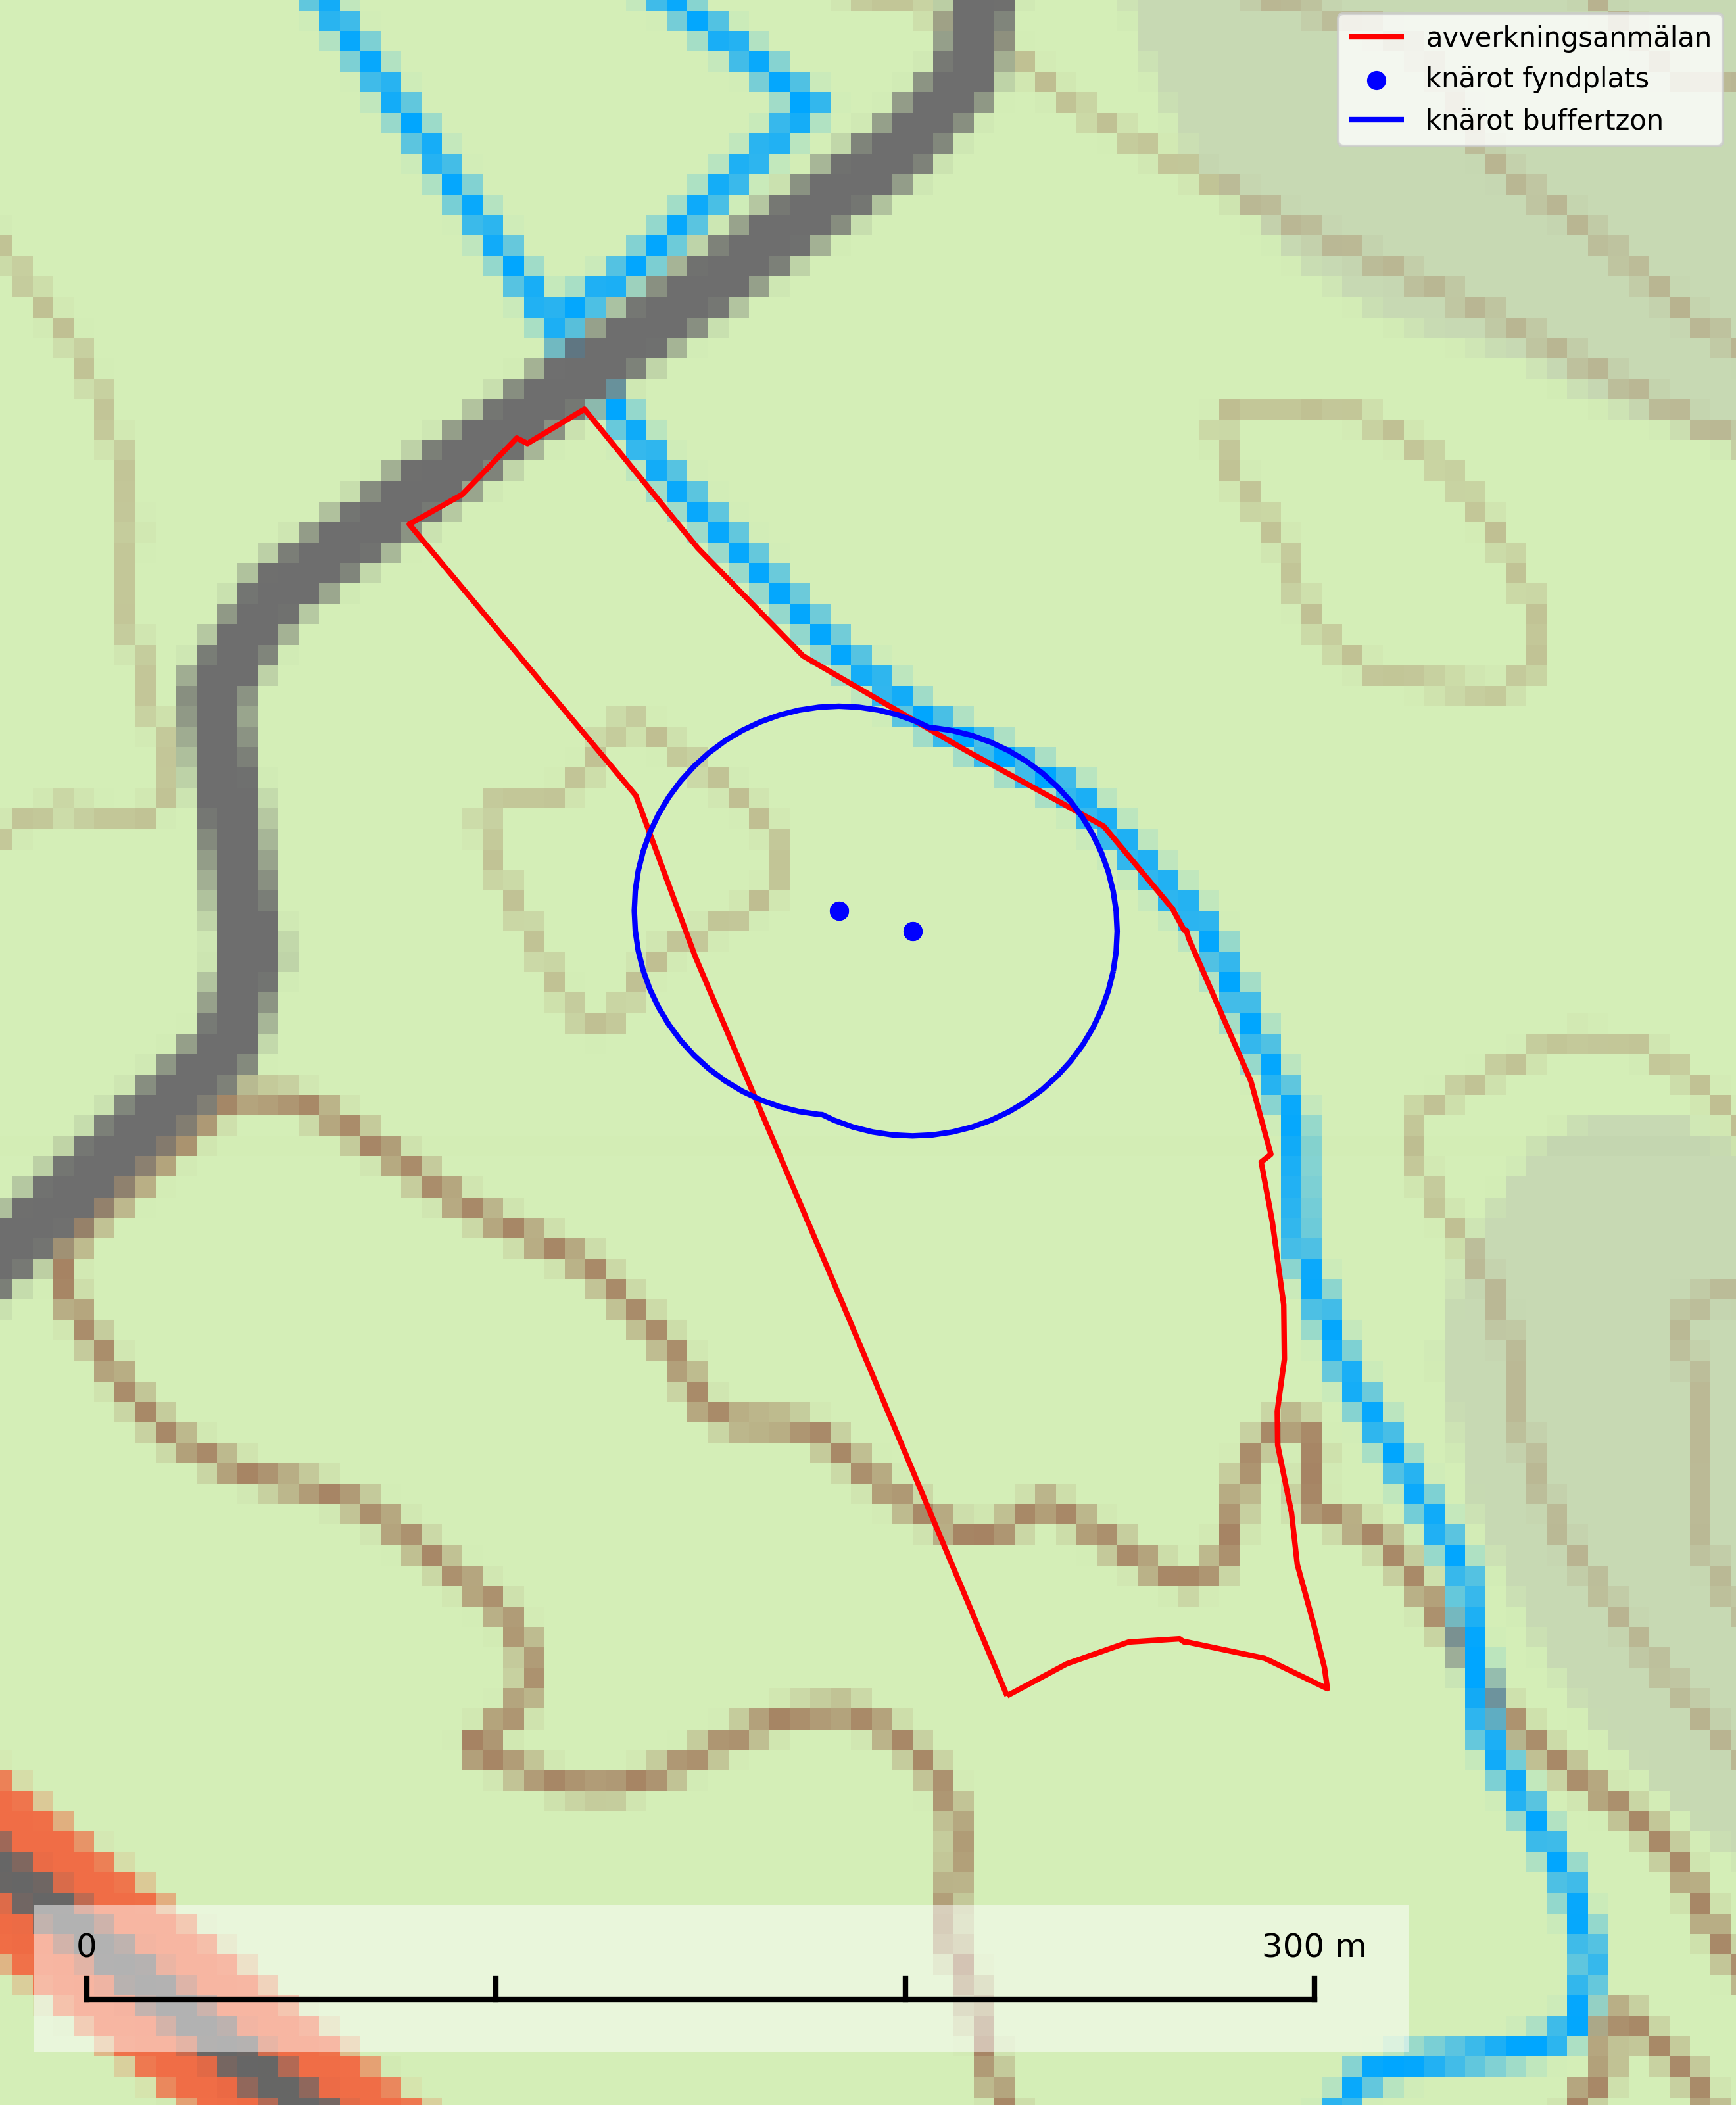 avverkningsanmälan
knärot fyndplats
knärot buffertzon
0 300 m